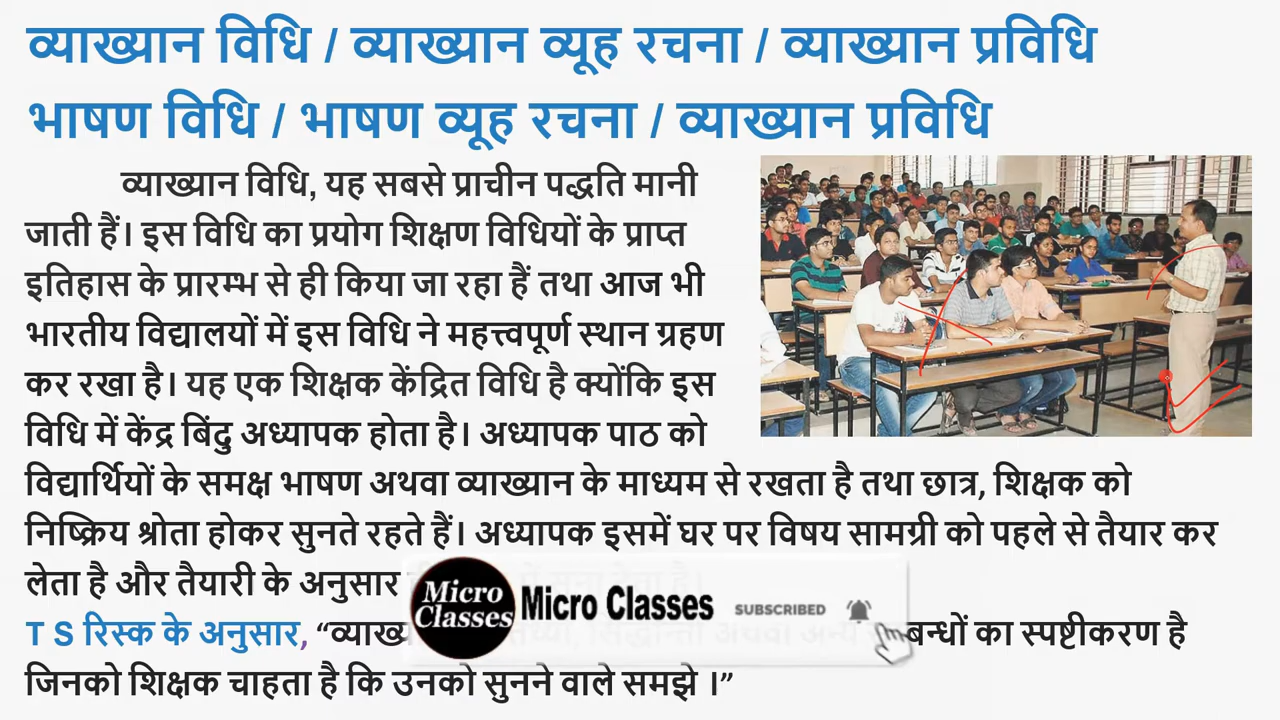 व्याख्यान विधि / व्याख्यान व्यूह रचना / व्याख्यान प्रविधि
भाषण विधि / भाषण व्यूह रचना / व्याख्यान प्रविधि
व्याख्यान विधि, यह सबसे प्राचीन पद्धति मानी
जाती हैं। इस विधि का प्रयोग शिक्षण विधियों के प्राप्त
इतिहास के प्रारम्भ से ही किया जा रहा हैं तथा आज भी
भारतीय विद्यालयों में इस विधि ने महत्त्वपूर्ण स्थान ग्रहण
कर रखा है। यह एक शिक्षक केंद्रित विधि है क्योंकि इस
विधि में केंद्र बिंदु अध्यापक होता है। अध्यापक पाठ को
विद्यार्थियों के समक्ष भाषण अथवा व्याख्यान के माध्यम से रखता है तथा छात्र, शिक्षक को
निष्क्रिय श्रोता होकर सुनते रहते हैं। अध्यापक इसमें घर पर विषय सामग्री को पहले से तैयार कर
लेता है और तैयारी के अनुसार में सुना देता है।
Micro Classes
Micro Classes SUBSCRIBED
T S रिस्क के अनुसार, “ तथ्यों, सिद्धान्तों अथवा अन्य का स्पष्टीकरण है
जिनको शिक्षक चाहता है कि उनको सुनने वाले समझे ।”